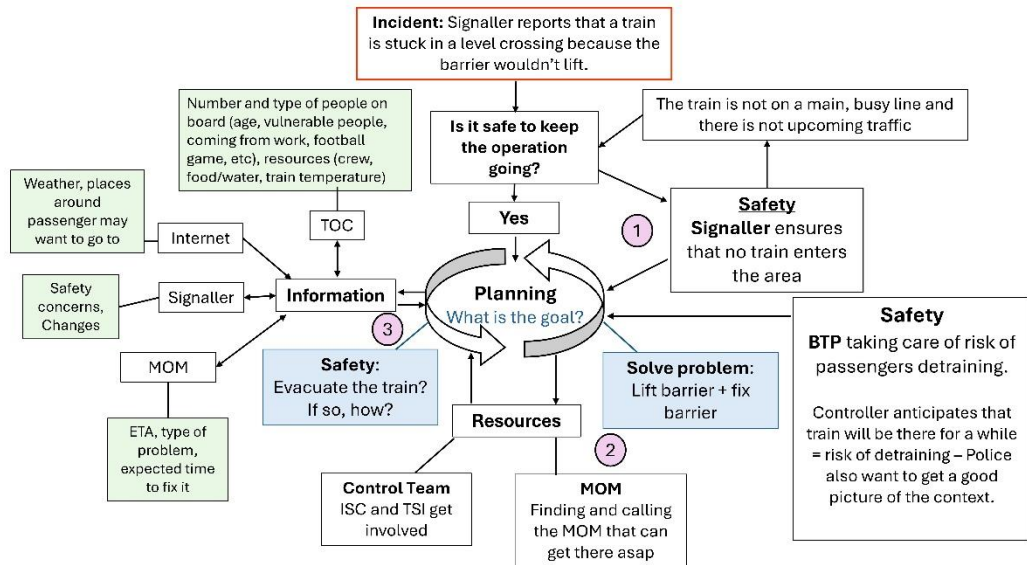 Incident: Signaller reports that a train
is stuck in a level crossing because the
barrier wouldn't lift.
Number and type of people on
board (age, vulnerable people,
coming from work, football
game, etc), resources (crew,
food/water, train temperature)
Is it safe to keep
the operation
going?
The train is not on a main, busy line and
there is not upcoming traffic
Weather, places
around
passenger may
want to go to
Internet
TOC
Yes
1
Safety
Signaller ensures
that no train enters
the area
Safety
concerns,
Changes
Signaller
Information
Planning
What is the goal?
3
MOM
Safety:
Evacuate the train?
If so, how?
Solve problem:
Lift barrier + fix
barrier
Safety
BTP taking care of risk of
passengers detraining.
Controller anticipates that
train will be there for a while
= risk of detraining – Police
also want to get a good
picture of the context.
ETA, type of
problem,
expected time
to fix it
Resources
2
Control Team
ISC and TSI get
involved
MOM
Finding and calling
the MOM that can
get there asap